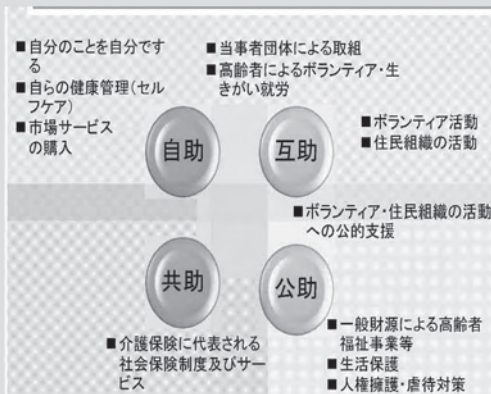 ■自分のことを自分です
る
■自らの健康管理(セル
フケア)
■市場サービス
の購入
■当事者団体による取組
■高齢者によるボランティア・生
きがい就労
自助
互助
■ボランティア活動
■住民組織の活動
■ボランティア・住民組織の活動
への公的支援
共助
公助
■介護保険に代表される
社会保険制度及びサー
ビス
■一般財源による高齢者
福祉事業等
■生活保護
■人権擁護・虐待対策